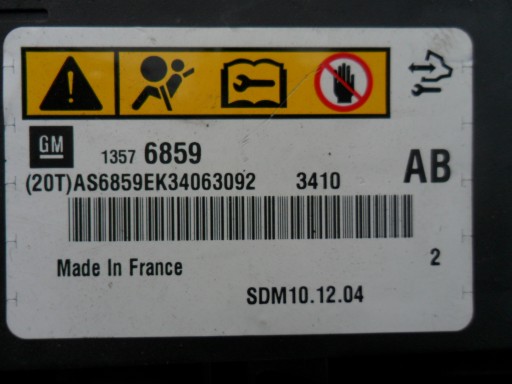 GM
1357 6859
AB
(20T)AS6859EK34063092 3410
Made In France
2
SDM10.12.04